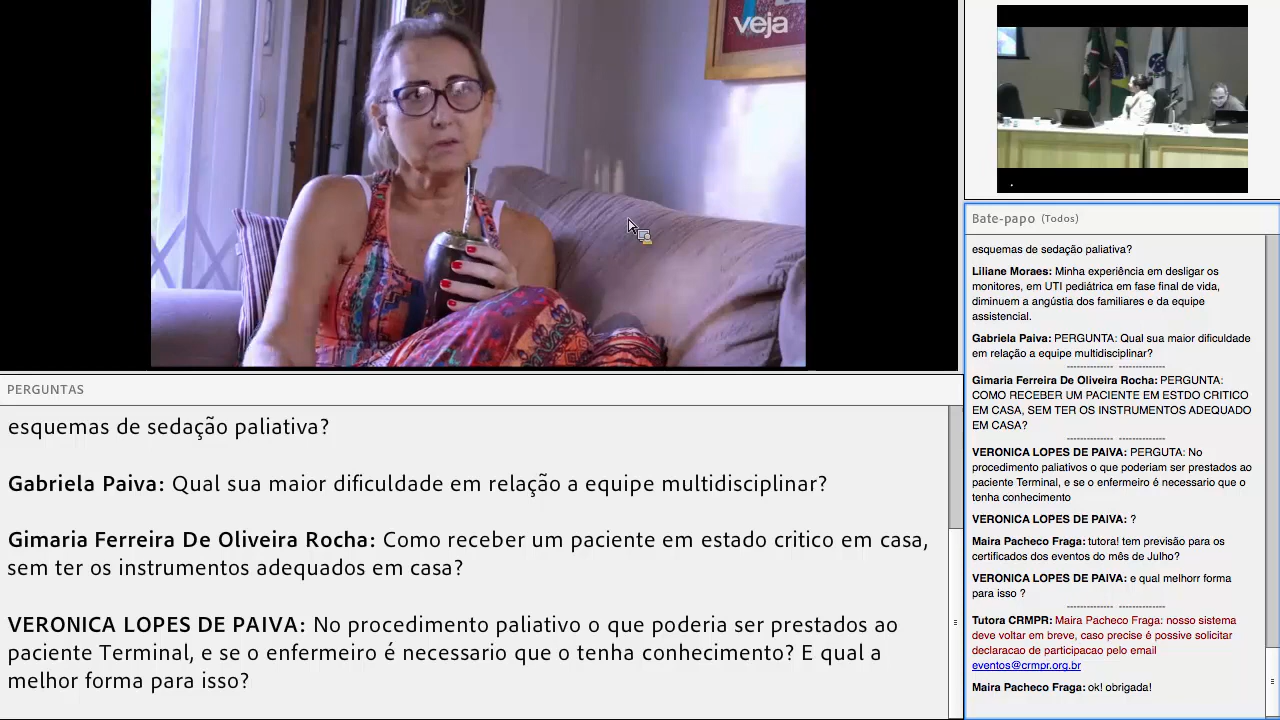 veja
PERGUNTAS
esquemas de sedação paliativa?
Gabriela Paiva: Qual sua maior dificuldade em relação a equipe multidisciplinar?
Gimaria Ferreira De Oliveira Rocha: Como receber um paciente em estado critico em casa,
sem ter os instrumentos adequados em casa?
VERONICA LOPES DE PAIVA: No procedimento paliativo o que poderia ser prestados ao
paciente Terminal, e se o enfermeiro é necessario que o tenha conhecimento? E qual a
melhor forma para isso?
Bate-papo (Todos)
esquemas de sedação paliativa?
Liliane Moraes: Minha experiência em desligar os
monitores, em UTI pediátrica em fase final de vida,
diminuem a angústia dos familiares e da equipe
assistencial.
Gabriela Paiva: PERGUNTA: Qual sua maior dificuldade
em relação a equipe multidisciplinar?
-------------- --------------
Gimaria Ferreira De Oliveira Rocha: PERGUNTA:
COMO RECEBER UM PACIENTE EM ESTDO CRITICO
EM CASA, SEM TER OS INSTRUMENTOS ADEQUADO
EM CASA?
-------------- --------------
VERONICA LOPES DE PAIVA: PERGUTA: No
procedimento paliativos o que poderiam ser prestados ao
paciente Terminal, e se o enfermeiro é necessario que o
tenha conhecimento
VERONICA LOPES DE PAIVA: ?
Maira Pacheco Fraga: tutora! tem previsão para os
certificados dos eventos do mês de Julho?
VERONICA LOPES DE PAIVA: e qual melhorr forma
para isso ?
-------------- --------------
Tutora CRMPR: Maira Pacheco Fraga: nosso sistema
deve voltar em breve, caso precise é possive solicitar
declaracao de participacao pelo email
eventos@crmpr.org.br
Maira Pacheco Fraga: ok! obrigada!